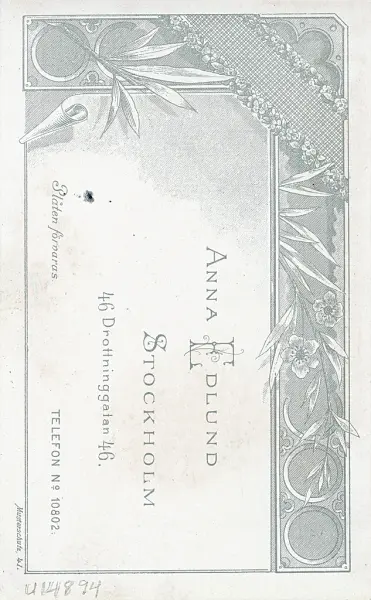 ANNA EDLUND
STOCKHOLM
46 Drottninggatan 46.
Plåten förvaras
TELEFON Nº 10802.
U14894